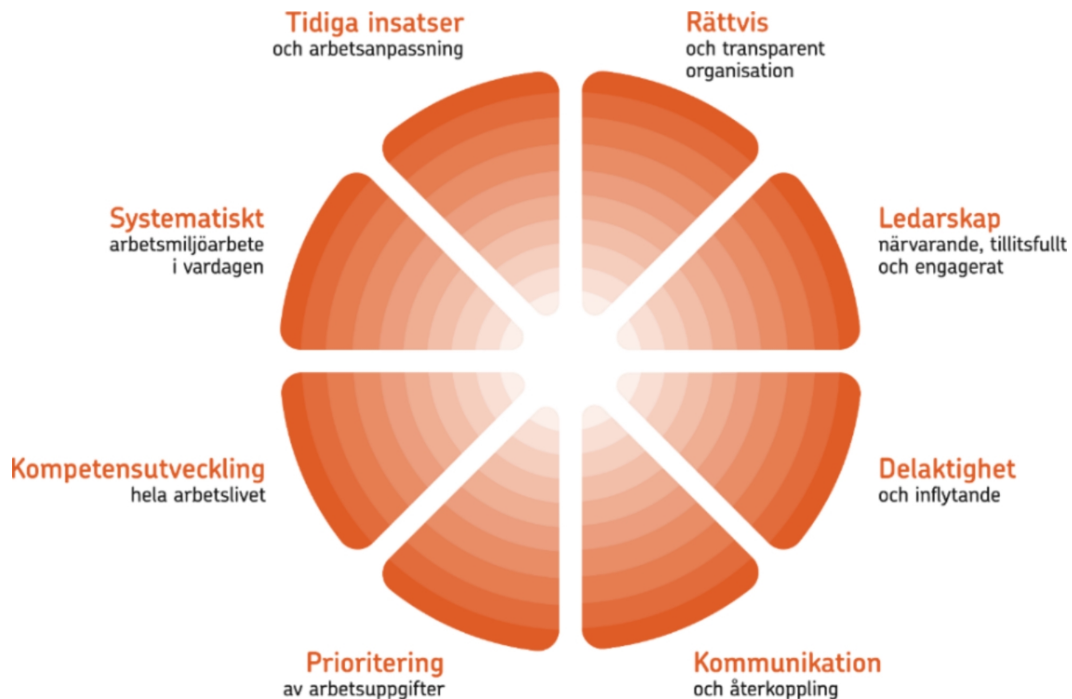 Tidiga insatser
och arbetsanpassning
Rättvis
och transparent
organisation
Ledarskap
närvarande, tillitsfullt
och engagerat
Delaktighet
och inflytande
Kommunikation
och återkoppling
Prioritering
av arbetsuppgifter
Kompetensutveckling
hela arbetslivet
Systematiskt
arbetsmiljöarbete
i vardagen